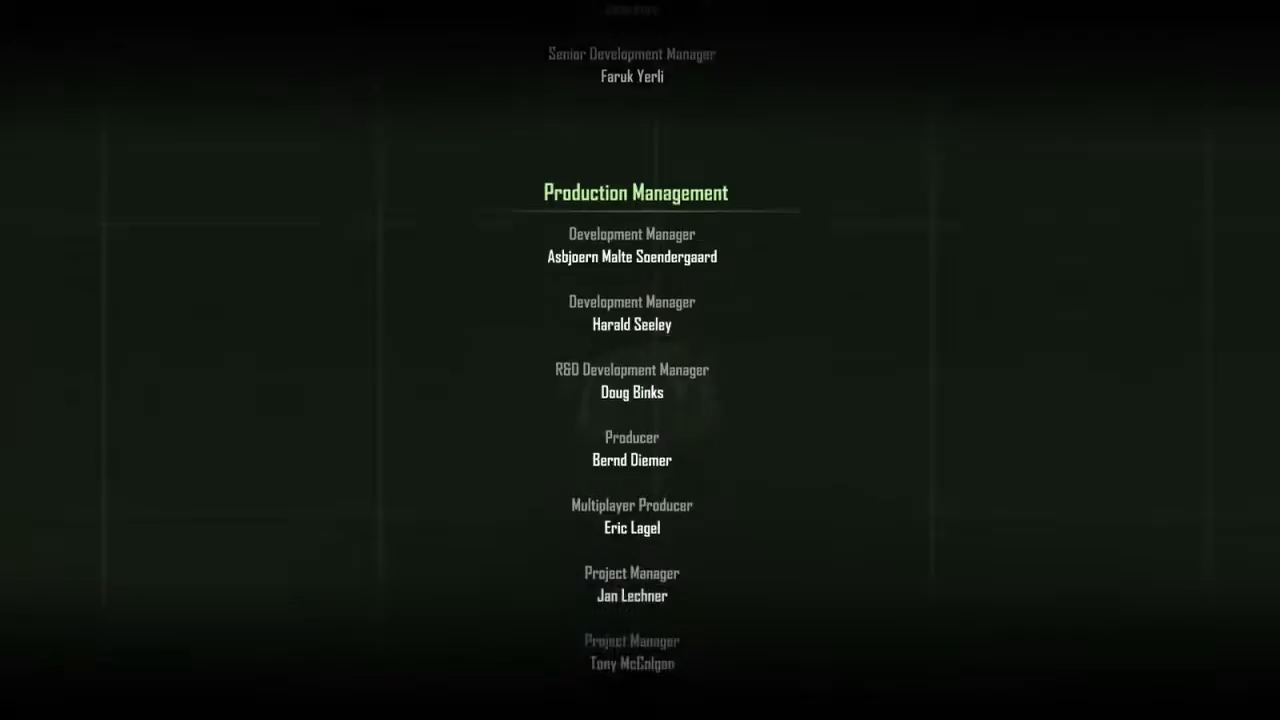 Senior Development Manager
Faruk Yerli
Production Management
Development Manager
Asbjoern Malte Soendergaard
Development Manager
Harald Seeley
R&D Development Manager
Doug Binks
Producer
Bernd Diemer
Multiplayer Producer
Eric Lagel
Project Manager
Jan Lechner
Project Manager
Tony McColgan